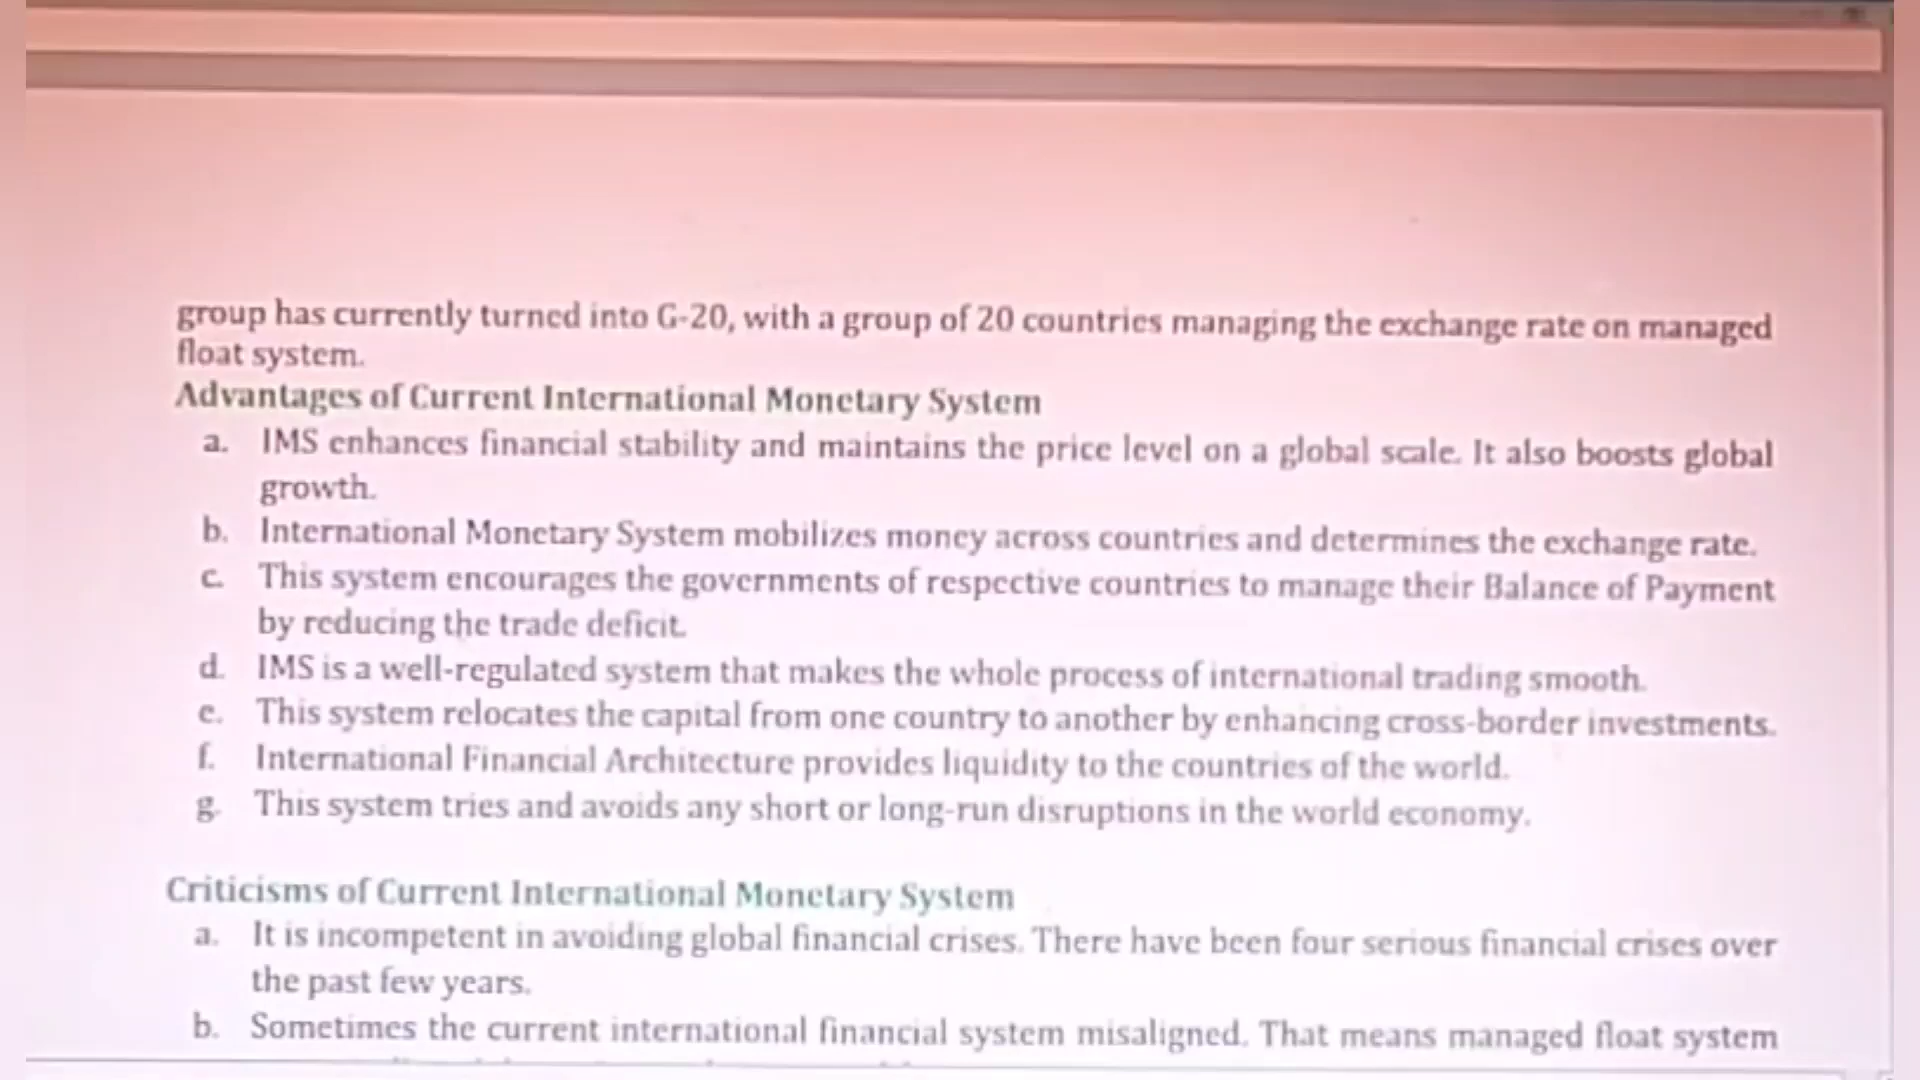 group has currently turned into G-20, with a group of 20 countries managing the exchange rate on managed
float system.
Advantages of Current International Monetary System
a. IMS enhances financial stability and maintains the price level on a global scale. It also boosts global
growth.
b. International Monetary System mobilizes money across countries and determines the exchange rate.
c. This system encourages the governments of respective countries to manage their Balance of Payment
by reducing the trade deficit.
d. IMS is a well-regulated system that makes the whole process of international trading smooth.
e. This system relocates the capital from one country to another by enhancing cross-border investments.
f. International Financial Architecture provides liquidity to the countries of the world.
g. This system tries and avoids any short or long-run disruptions in the world economy.
Criticisms of Current International Monetary System
a. It is incompetent in avoiding global financial crises. There have been four serious financial crises over
the past few years.
b. Sometimes the current international financial system misaligned. That means managed float system